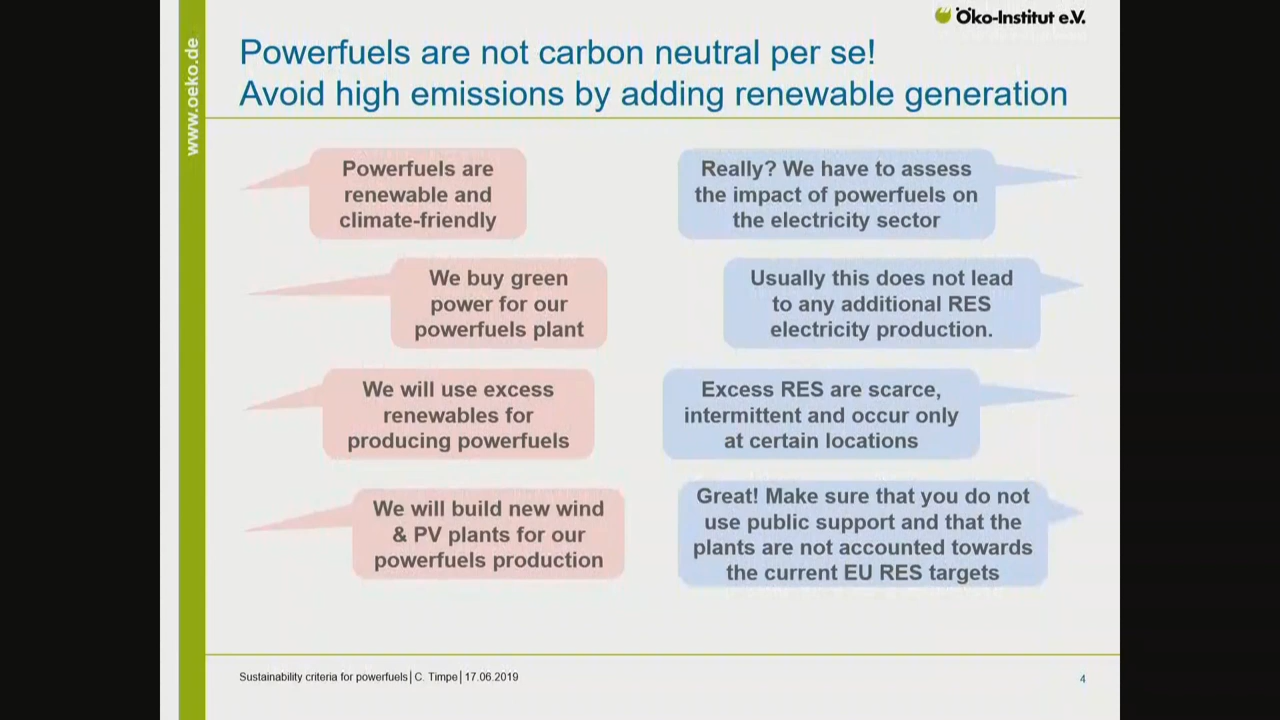 Öko-Institut e.V.
www.oeko.de
Powerfuels are not carbon neutral per se!
Avoid high emissions by adding renewable generation
Powerfuels are
renewable and
climate-friendly
Really? We have to assess
the impact of powerfuels on
the electricity sector
We buy green
power for our
powerfuels plant
Usually this does not lead
to any additional RES
electricity production.
We will use excess
renewables for
producing powerfuels
Excess RES are scarce,
intermittent and occur only
at certain locations
We will build new wind
& PV plants for our
powerfuels production
Great! Make sure that you do not
use public support and that the
plants are not accounted towards
the current EU RES targets
Sustainability criteria for powerfuels│C. Timpe│17.06.2019
4